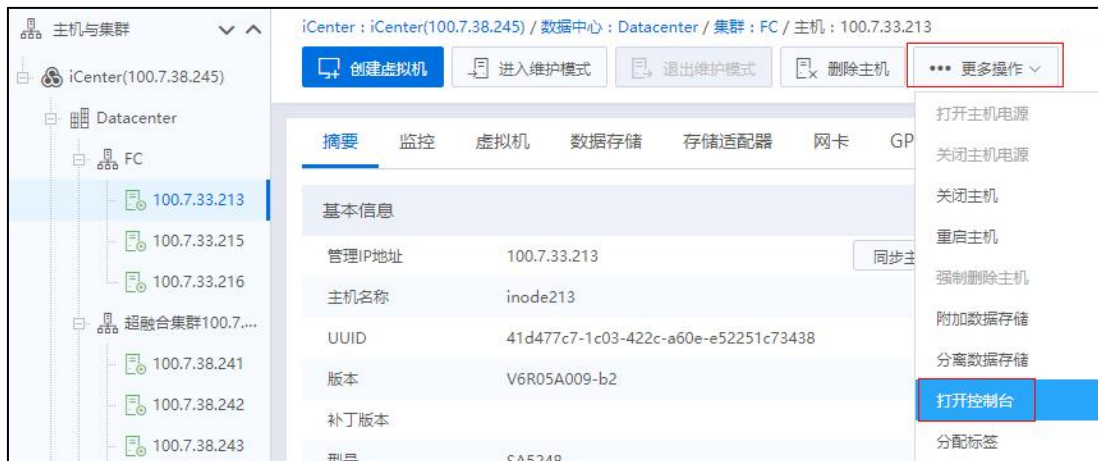 主机与集群
iCenter(100.7.38.245)
Datacenter
FC
100.7.33.213
100.7.33.215
100.7.33.216
超融合集群100.7,...
100.7.38.241
100.7.38.242
100.7.38.243
iCenter：iCenter(100.7.38.245) / 数据中心：Datacenter / 集群：FC / 主机：100.7.33.213
创建虚拟机 进入维护模式 退出维护模式 删除主机 ••• 更多操作
摘要 监控 虚拟机 数据存储 存储适配器 网卡 GP
基本信息
管理IP地址 100.7.33.213 同步主
主机名称 inode213
UUID 41d477c7-1c03-422c-a60e-e52251c73438
版本 V6R05A009-b2
补丁版本
型号 SA5248
打开主机电源
关闭主机电源
关闭主机
重启主机
强制删除主机
附加数据存储
分离数据存储
打开控制台
分配标签